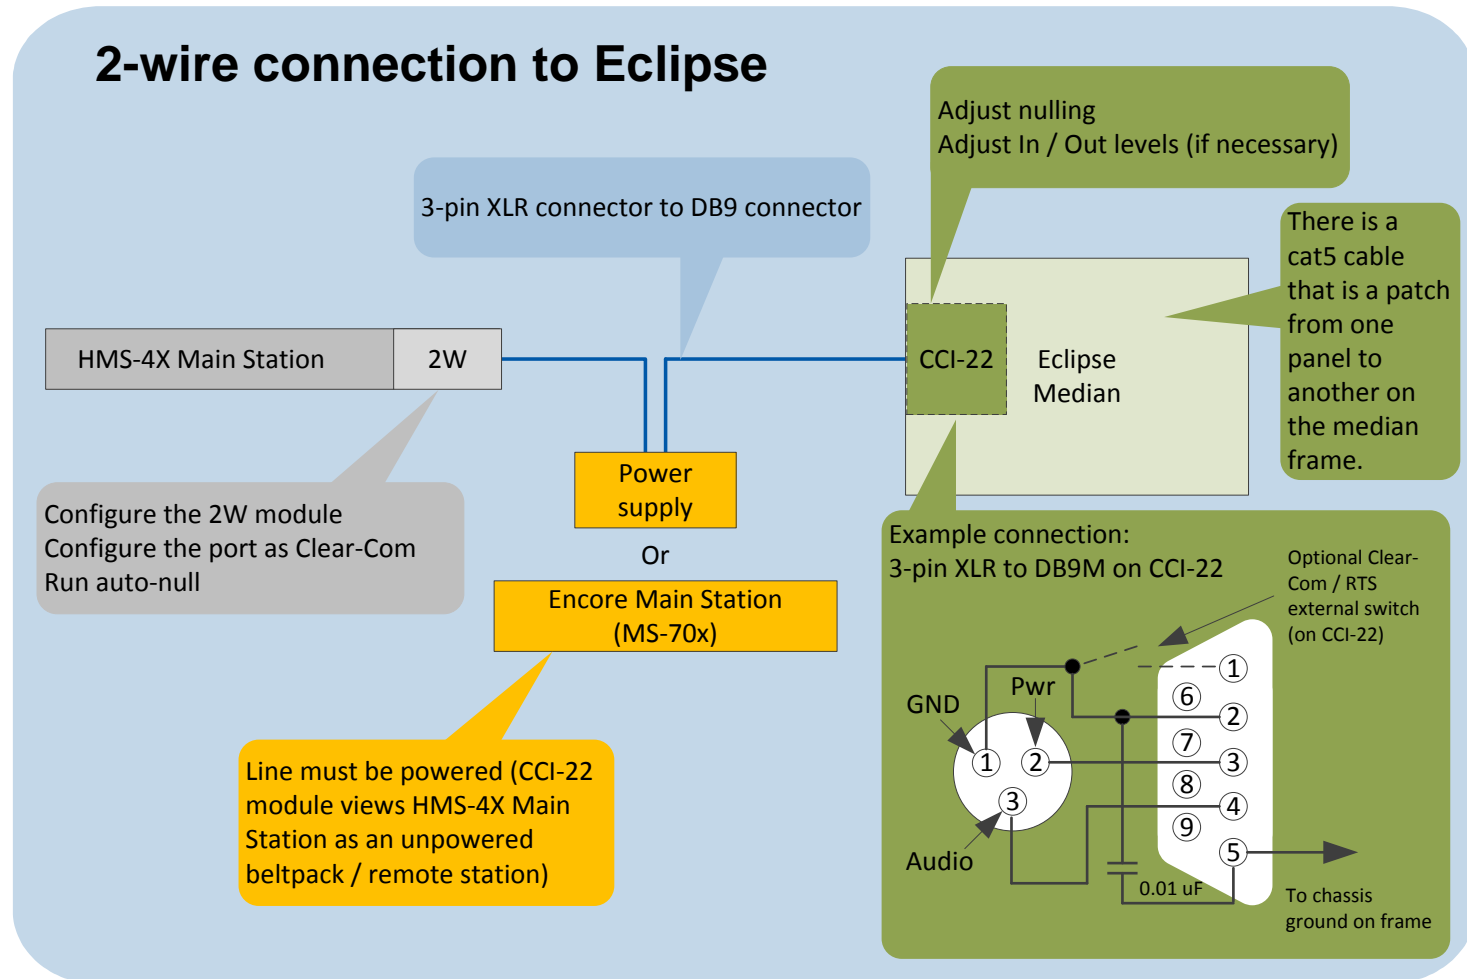 2-wire connection to Eclipse
Adjust nulling
Adjust In / Out levels (if necessary)
3-pin XLR connector to DB9 connector
There is a
cat5 cable
that is a patch
from one
panel to
another on
the median
frame.
HMS-4X Main Station
2W
CCI-22
Eclipse
Median
Power
supply
Or
Encore Main Station
(MS-70x)
Configure the 2W module
Configure the port as Clear-Com
Run auto-null
Line must be powered (CCI-22
module views HMS-4X Main
Station as an unpowered
beltpack / remote station)
Example connection:
3-pin XLR to DB9M on CCI-22
Optional Clear-
Com / RTS
external switch
(on CCI-22)
GND
Pwr
Audio
1
2
3
1
6
2
7
3
8
4
9
5
0.01 uF
To chassis
ground on frame